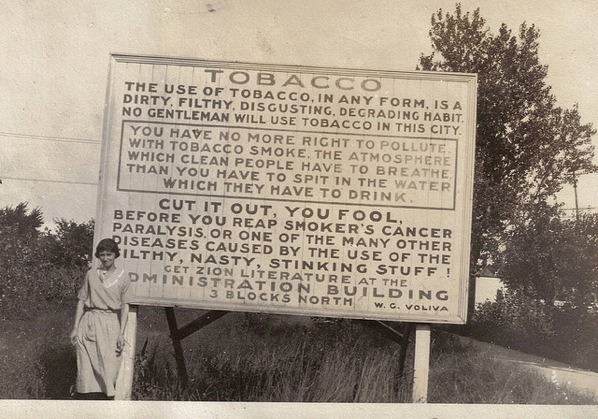 TOBACCO
THE USE OF TOBACCO, IN ANY FORM, IS A
DIRTY, FILTHY, DISGUSTING, DEGRADING HABIT.
NO GENTLEMAN WILL USE TOBACCO IN THIS CITY.
YOU HAVE NO MORE RIGHT TO POLLUTE,
WITH TOBACCO SMOKE, THE ATMOSPHERE
WHICH CLEAN PEOPLE HAVE TO BREATHE,
THAN YOU HAVE TO SPIT IN THE WATER
WHICH THEY HAVE TO DRINK.
CUT IT OUT, YOU FOOL,
BEFORE YOU REAP SMOKER'S CANCER
PARALYSIS, OR ONE OF THE MANY OTHER
DISEASES CAUSED BY THE USE OF THE
ILTHY, NASTY, STINKING STUFF!
GET ZION LITERATURE AT THE
DMINISTRATION BUILDING
3 BLOCKS NORTH W. G. VOLIVA